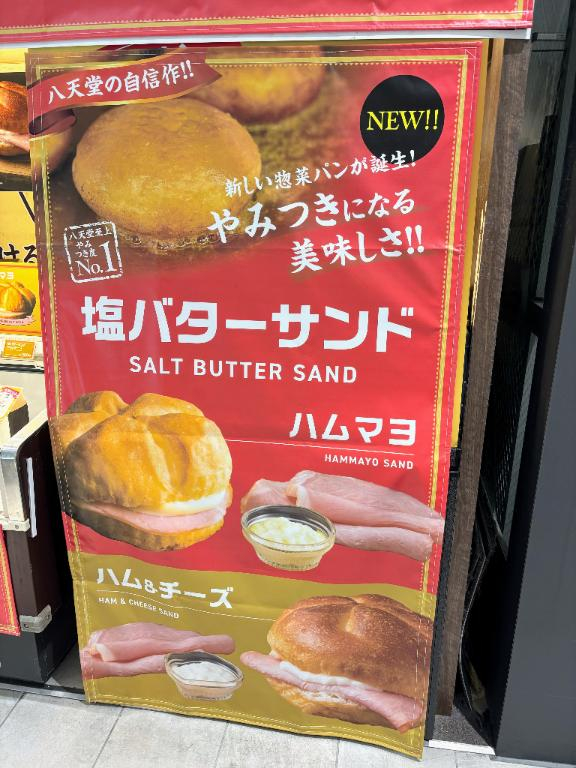 八天堂の自信作!!
NEW!!
新しい惣菜パンが誕生!
やみつきになる
美味しさ!!
八天堂至上
やみ
つき度
No.1
塩バターサンド
SALT BUTTER SAND
ハムマヨ
HAMMAYO SAND
ハム&チーズ
HAM & CHEESE SAND